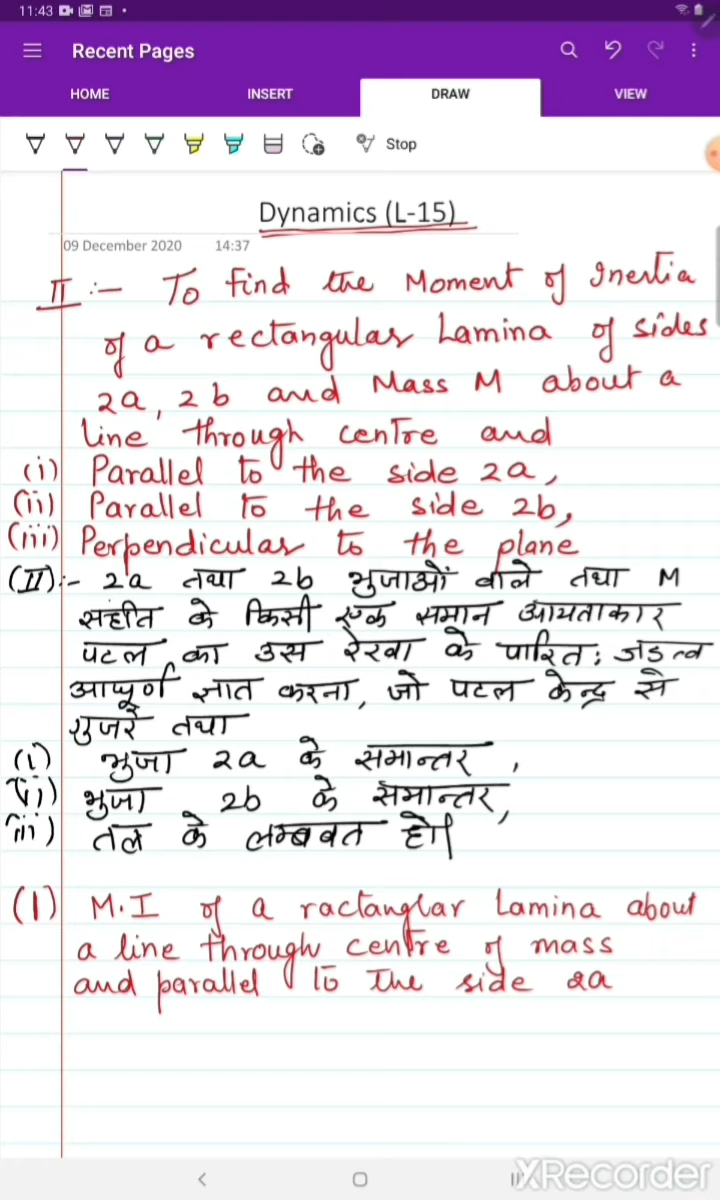 11:43
Recent Pages
HOME INSERT DRAW VIEW
Stop
Dynamics (L-15)
09 December 2020 14:37
II :- To find the Moment of Inertia
of a rectangular Lamina of sides
2a, 2b and Mass M about a
line through centre and
(i) Parallel to the side 2a,
(ii) Parallel to the side 2b,
(iii) Perpendicular to the plane
(II):- 2a तथा 2b भुजाओं वाले तथा M
संहति के किसी एक समान आयताकार
पटल का उस रेखा के पारित: जडत्व
आघूर्ण ज्ञात करना, जो पटल केन्द्र से
गुजरे तथा
(i) भुजा 2a के समान्तर,
ii) भुजा 2b के समान्तर,
iii) तल के लम्बवत हो।
(1) M.I of a ractanglar Lamina about
a line through centre of mass
and parallel to the side 2a
XRecorder